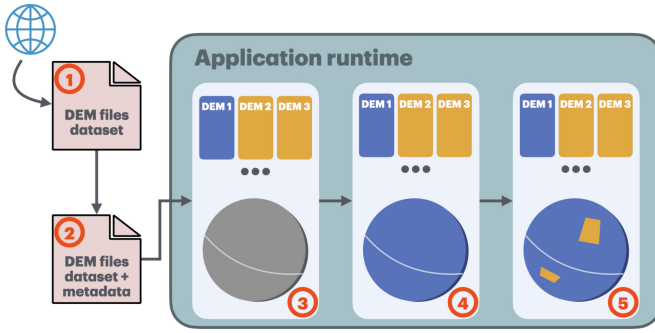 Application runtime
1
DEM files
dataset
2
DEM files
dataset +
metadata
DEM 1 DEM 2 DEM 3
3
DEM 1 DEM 2 DEM 3
4
DEM 1 DEM 2 DEM 3
5